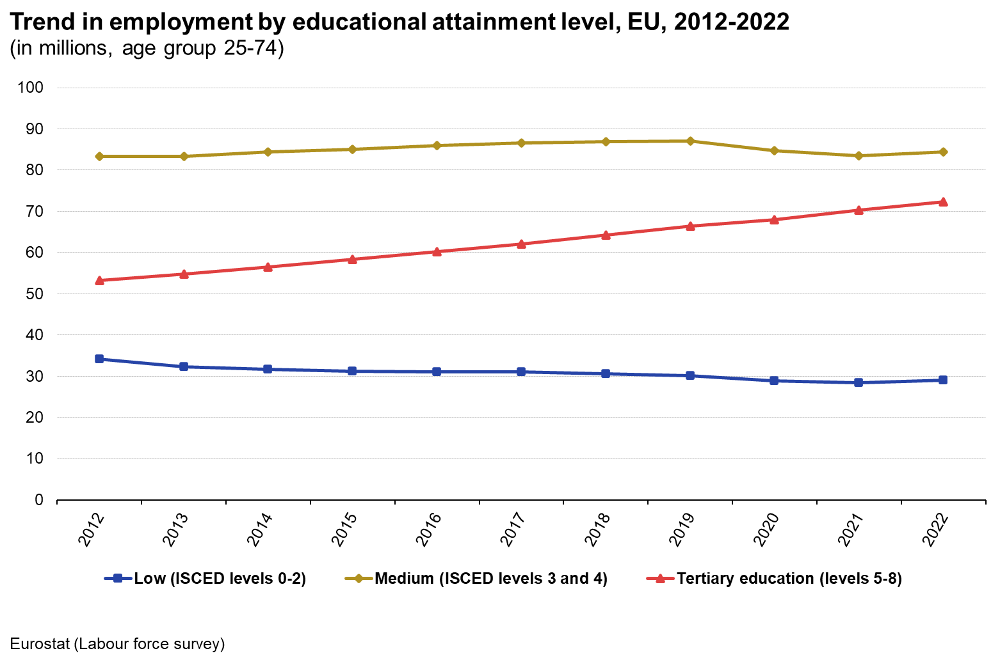 Trend in employment by educational attainment level, EU, 2012-2022
(in millions, age group 25-74)
100
90
80
70
60
50
40
30
20
10
0
2012 2013 2014 2015 2016 2017 2018 2019 2020 2021 2022
Low (ISCED levels 0-2) Medium (ISCED levels 3 and 4) Tertiary education (levels 5-8)
Eurostat (Labour force survey)